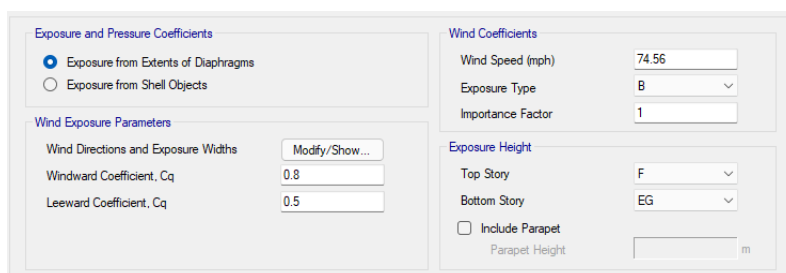 Exposure and Pressure Coefficients
Exposure from Extents of Diaphragms
Exposure from Shell Objects
Wind Exposure Parameters
Wind Directions and Exposure Widths Modify/Show...
Windward Coefficient, Cq 0.8
Leeward Coefficient, Cq 0.5
Wind Coefficients
Wind Speed (mph) 74.56
Exposure Type B
Importance Factor 1
Exposure Height
Top Story F
Bottom Story EG
Include Parapet
Parapet Height m